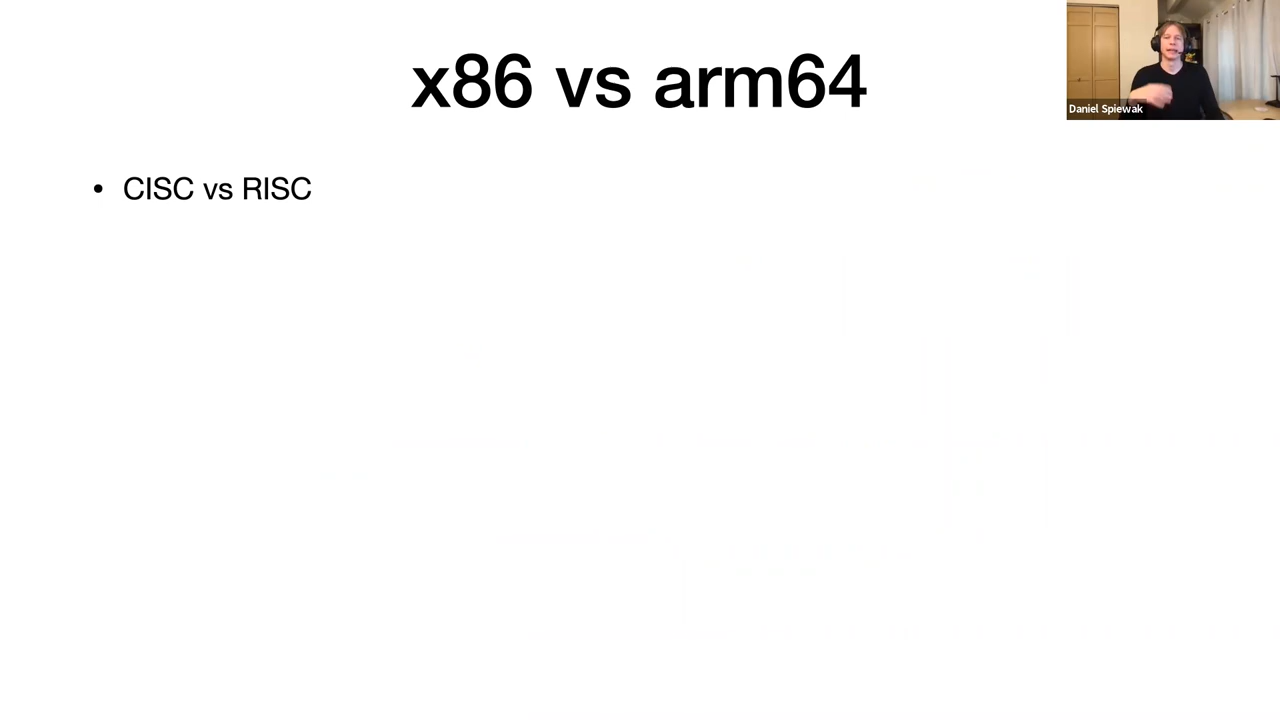 x86 vs arm64
Daniel Spiewak
• CISC vs RISC